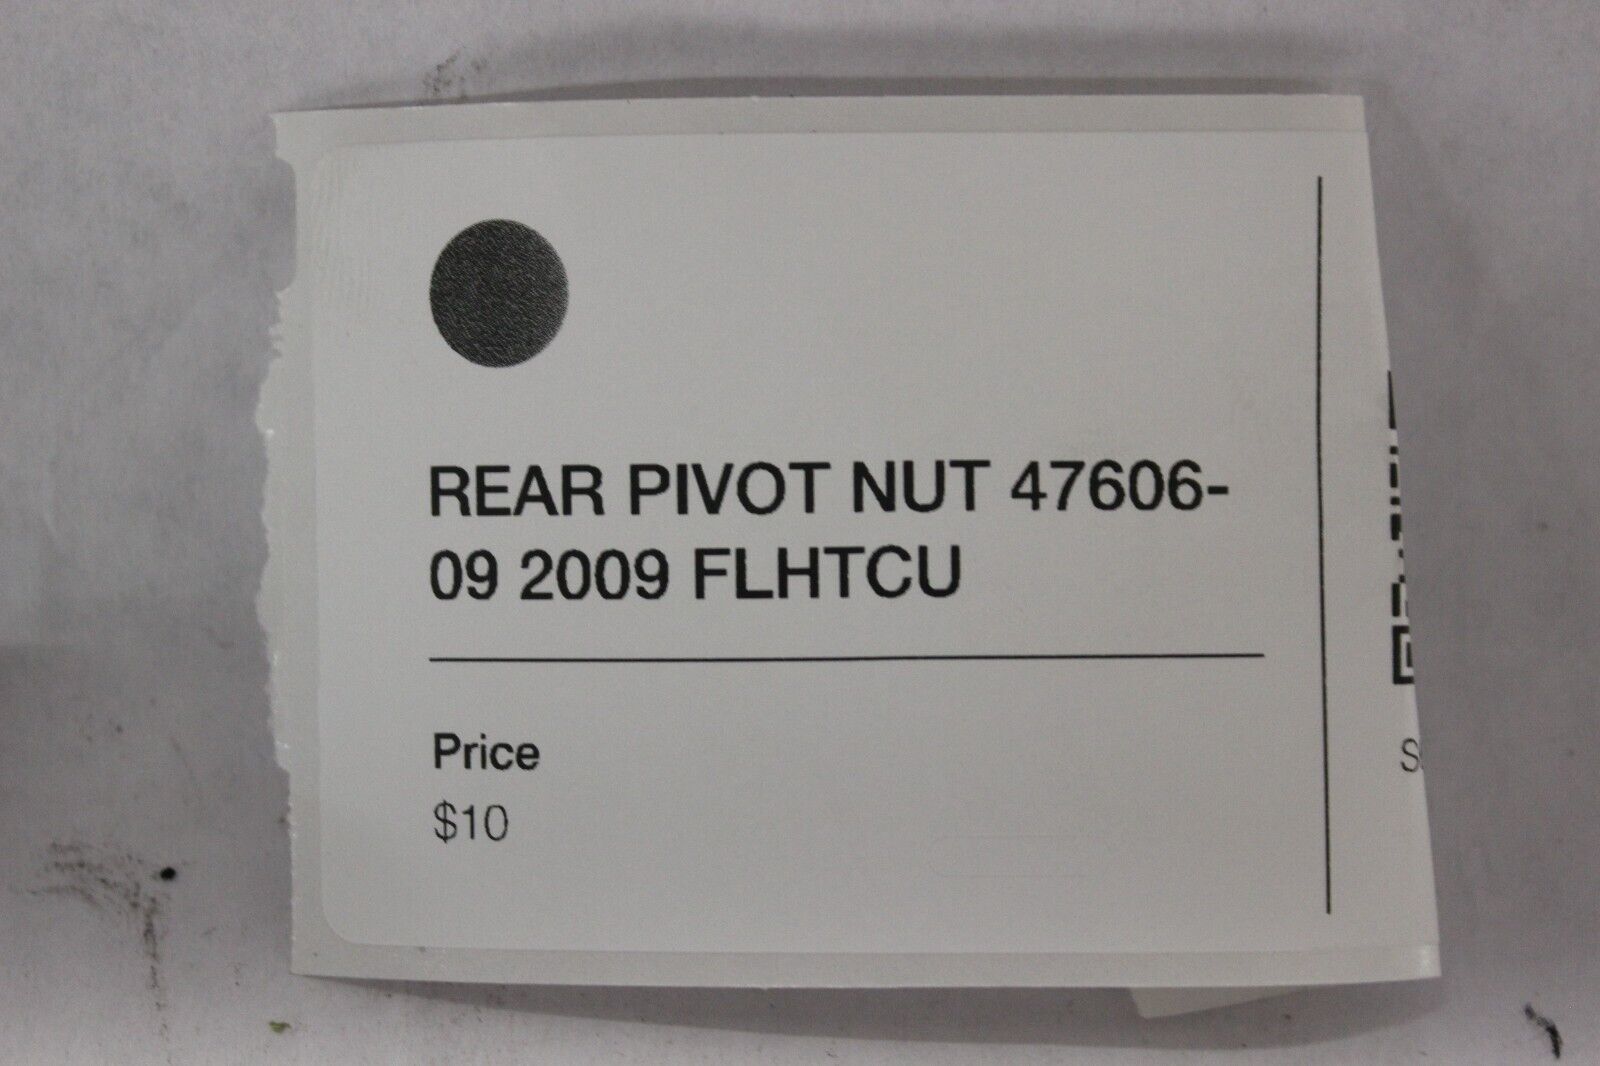 REAR PIVOT NUT 47606-
09 2009 FLHTCU
Price
$10